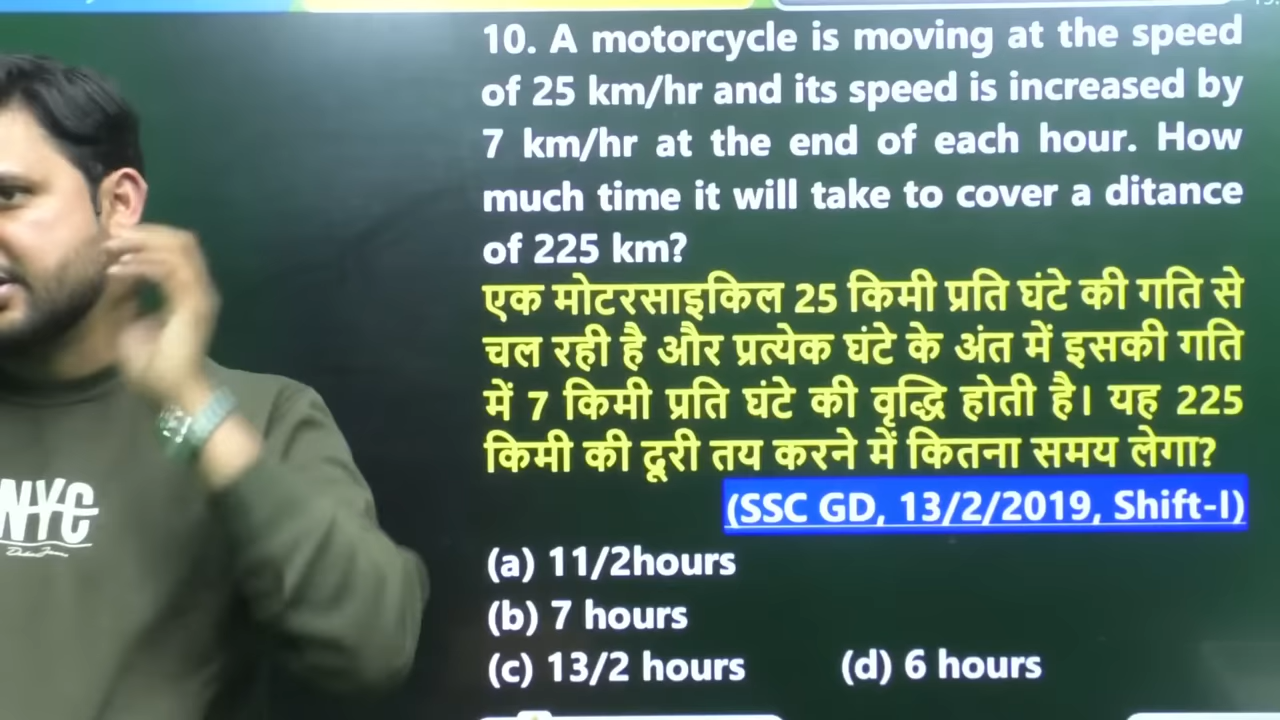 10. A motorcycle is moving at the speed
of 25 km/hr and its speed is increased by
7 km/hr at the end of each hour. How
much time it will take to cover a ditance
of 225 km?
एक मोटरसाइकिल 25 किमी प्रति घंटे की गति से
चल रही है और प्रत्येक घंटे के अंत में इसकी गति
में 7 किमी प्रति घंटे की वृद्धि होती है। यह 225
किमी की दूरी तय करने में कितना समय लेगा?
(SSC GD, 13/2/2019, Shift-I)
(a) 11/2hours
(b) 7 hours
(c) 13/2 hours (d) 6 hours
NYC